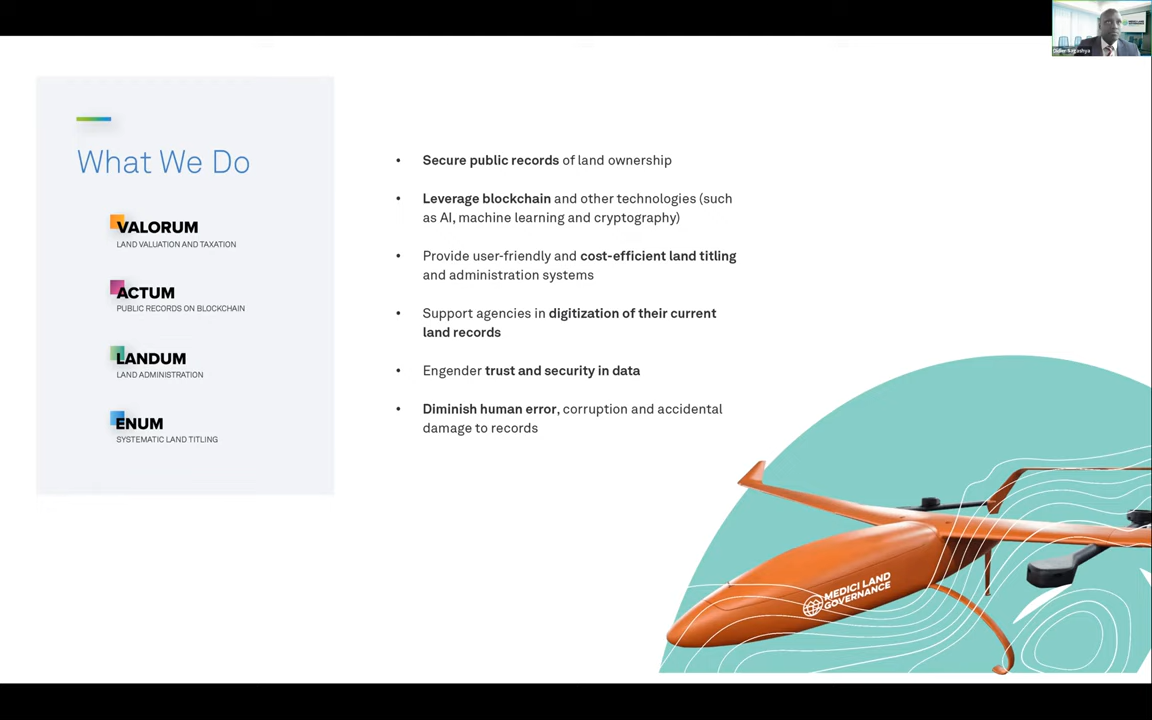 What We Do
VALORUM
LAND VALUATION AND TAXATION
ACTUM
PUBLIC RECORDS ON BLOCKCHAIN
LANDUM
LAND ADMINISTRATION
ENUM
SYSTEMATIC LAND TITLING
• Secure public records of land ownership
• Leverage blockchain and other technologies (such
as AI, machine learning and cryptography)
• Provide user-friendly and cost-efficient land titling
and administration systems
• Support agencies in digitization of their current
land records
• Engender trust and security in data
• Diminish human error, corruption and accidental
damage to records
MEDICI LAND
GOVERNANCE
MEDICI LAND